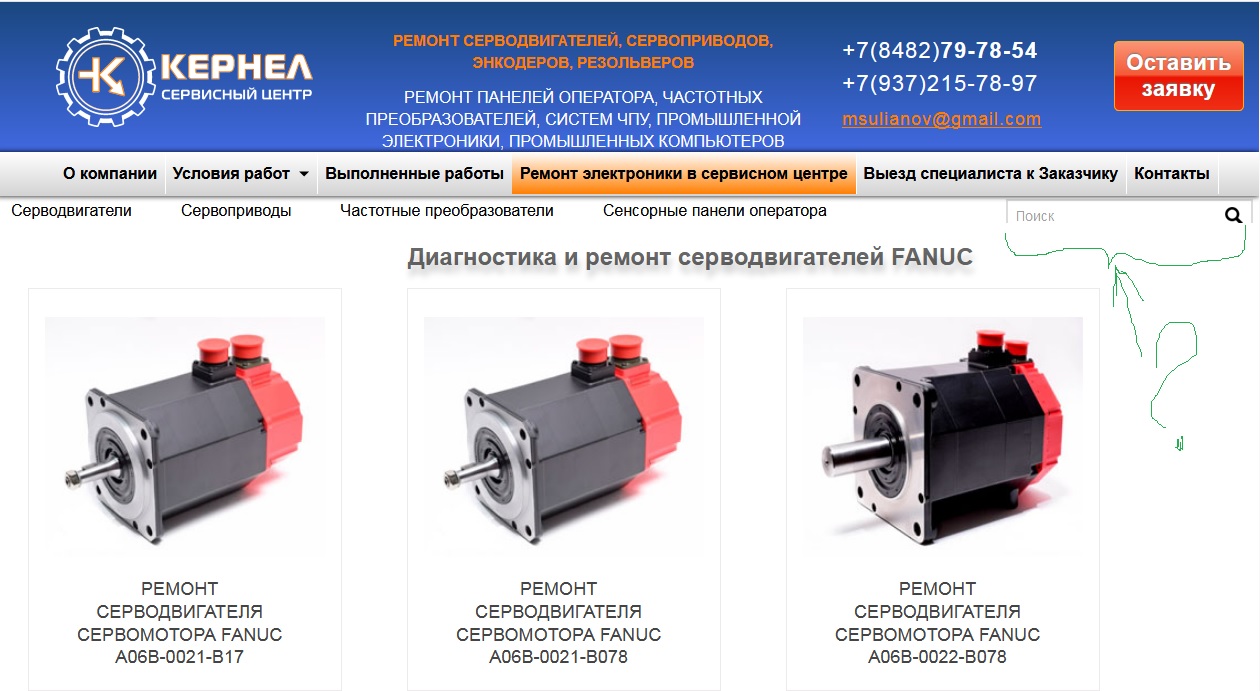 КЕРНЕЛ
СЕРВИСНЫЙ ЦЕНТР
РЕМОНТ СЕРВОДВИГАТЕЛЕЙ, СЕРВОПРИВОДОВ,
ЭНКОДЕРОВ, РЕЗОЛЬВЕРОВ
РЕМОНТ ПАНЕЛЕЙ ОПЕРАТОРА, ЧАСТОТНЫХ
ПРЕОБРАЗОВАТЕЛЕЙ, СИСТЕМ ЧПУ, ПРОМЫШЛЕННОЙ
ЭЛЕКТРОНИКИ, ПРОМЫШЛЕННЫХ КОМПЬЮТЕРОВ
+7(8482)79-78-54
+7(937)215-78-97
msulianov@gmail.com
Оставить
заявку
О компании Условия работ Выполненные работы Ремонт электроники в сервисном центре Выезд специалиста к Заказчику Контакты
Серводвигатели Сервоприводы Частотные преобразователи Сенсорные панели оператора Поиск
Диагностика и ремонт серводвигателей FANUC
РЕМОНТ
СЕРВОДВИГАТЕЛЯ
СЕРВОМОТОРА FANUC
A06B-0021-B17
РЕМОНТ
СЕРВОДВИГАТЕЛЯ
СЕРВОМОТОРА FANUC
A06B-0021-B078
РЕМОНТ
СЕРВОДВИГАТЕЛЯ
СЕРВОМОТОРА FANUC
A06B-0022-B078
?